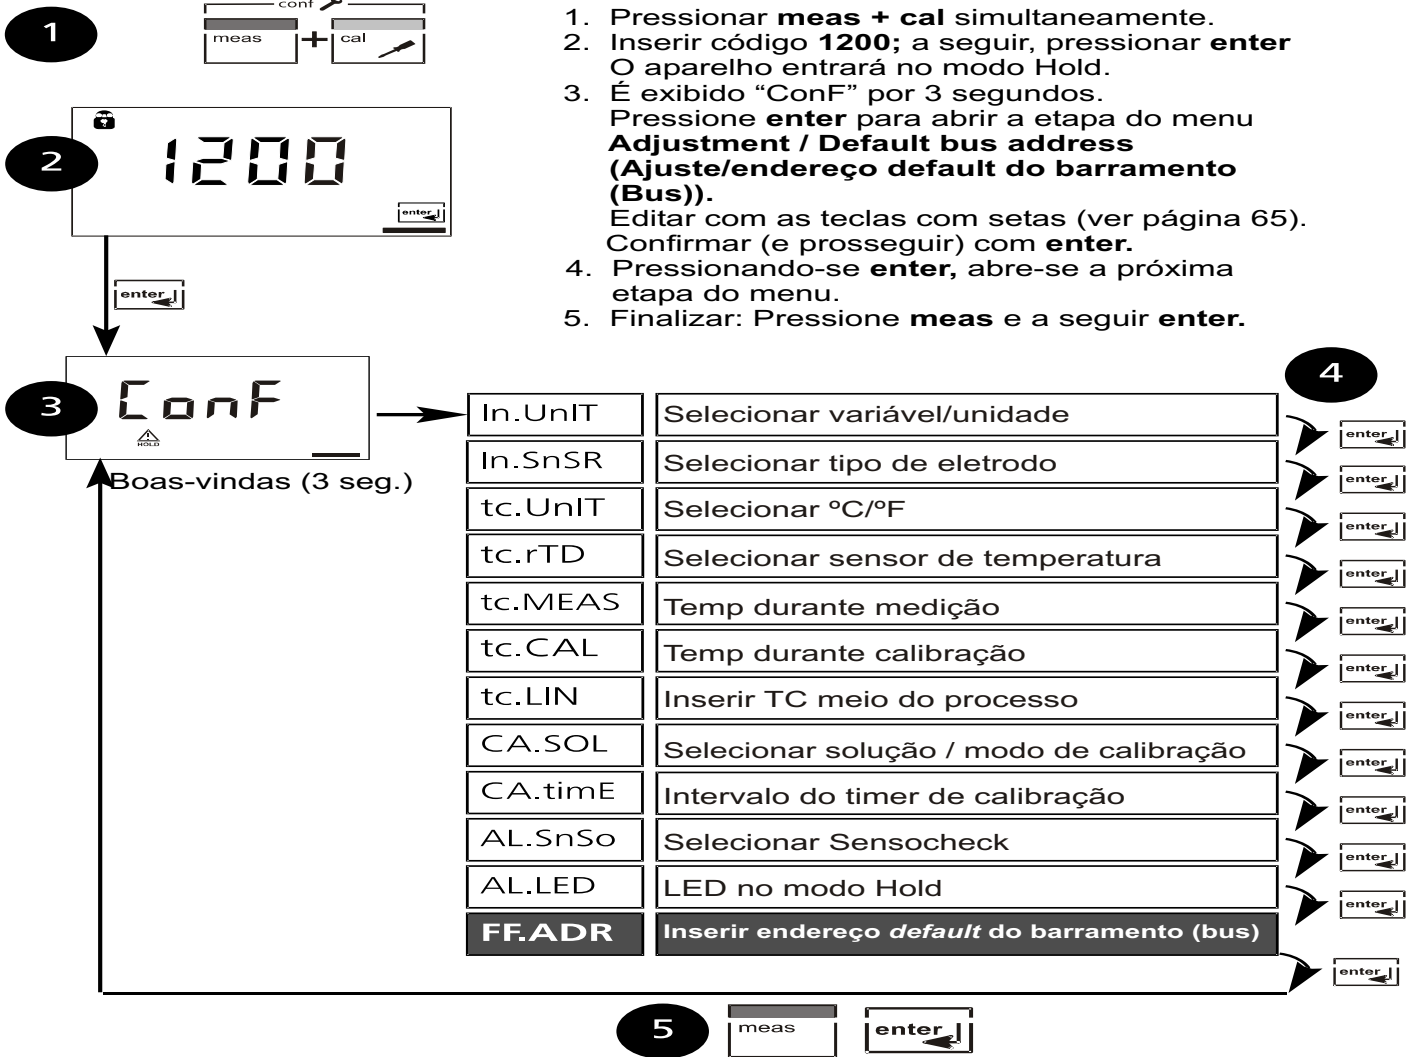 1
conf
meas + cal
1. Pressionar meas + cal simultaneamente.
2. Inserir código 1200; a seguir, pressionar enter
O aparelho entrará no modo Hold.
3. É exibido “ConF” por 3 segundos.
Pressione enter para abrir a etapa do menu
Adjustment / Default bus address
(Ajuste/endereço default do barramento
(Bus)).
Editar com as teclas com setas (ver página 65).
Confirmar (e prosseguir) com enter.
4. Pressionando-se enter, abre-se a próxima
etapa do menu.
5. Finalizar: Pressione meas e a seguir enter.
2
1200
enter
enter
3
ConF
HOLD
Boas-vindas (3 seg.)
4
In.UnIT Selecionar variável/unidade
enter
In.SnSR Selecionar tipo de eletrodo
enter
tc.UnIT Selecionar ºC/ºF
enter
tc.rTD Selecionar sensor de temperatura
enter
tc.MEAS Temp durante medição
enter
tc.CAL Temp durante calibração
enter
tc.LIN Inserir TC meio do processo
enter
CA.SOL Selecionar solução / modo de calibração
enter
CA.timE Intervalo do timer de calibração
enter
AL.SnSo Selecionar Sensocheck
enter
AL.LED LED no modo Hold
enter
FF.ADR Inserir endereço default do barramento (bus)
enter
5
meas
enter